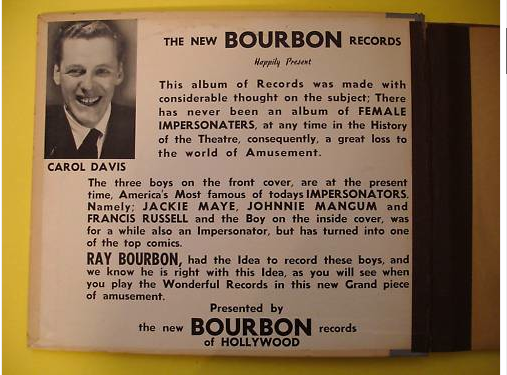 THE NEW BOURBON RECORDS
Happily Present
This album of Records was made with
considerable thought on the subject; There
has never been an album of FEMALE
IMPERSONATERS, at any time in the History
of the Theatre, consequently, a great loss to
the world of Amusement.
CAROL DAVIS
The three boys on the front cover, are at the present
time, America's Most famous of todays IMPERSONATORS.
Namely; JACKIE MAYE, JOHNNIE MANGUM and
FRANCIS RUSSELL and the Boy on the inside cover, was
for a while also an Impersonator, but has turned into one
of the top comics.
RAY BOURBON, had the Idea to record these boys, and
we know he is right with this Idea, as you will see when
you play the Wonderful Records in this new Grand piece
of amusement.
Presented by
the new BOURBON records
of HOLLYWOOD